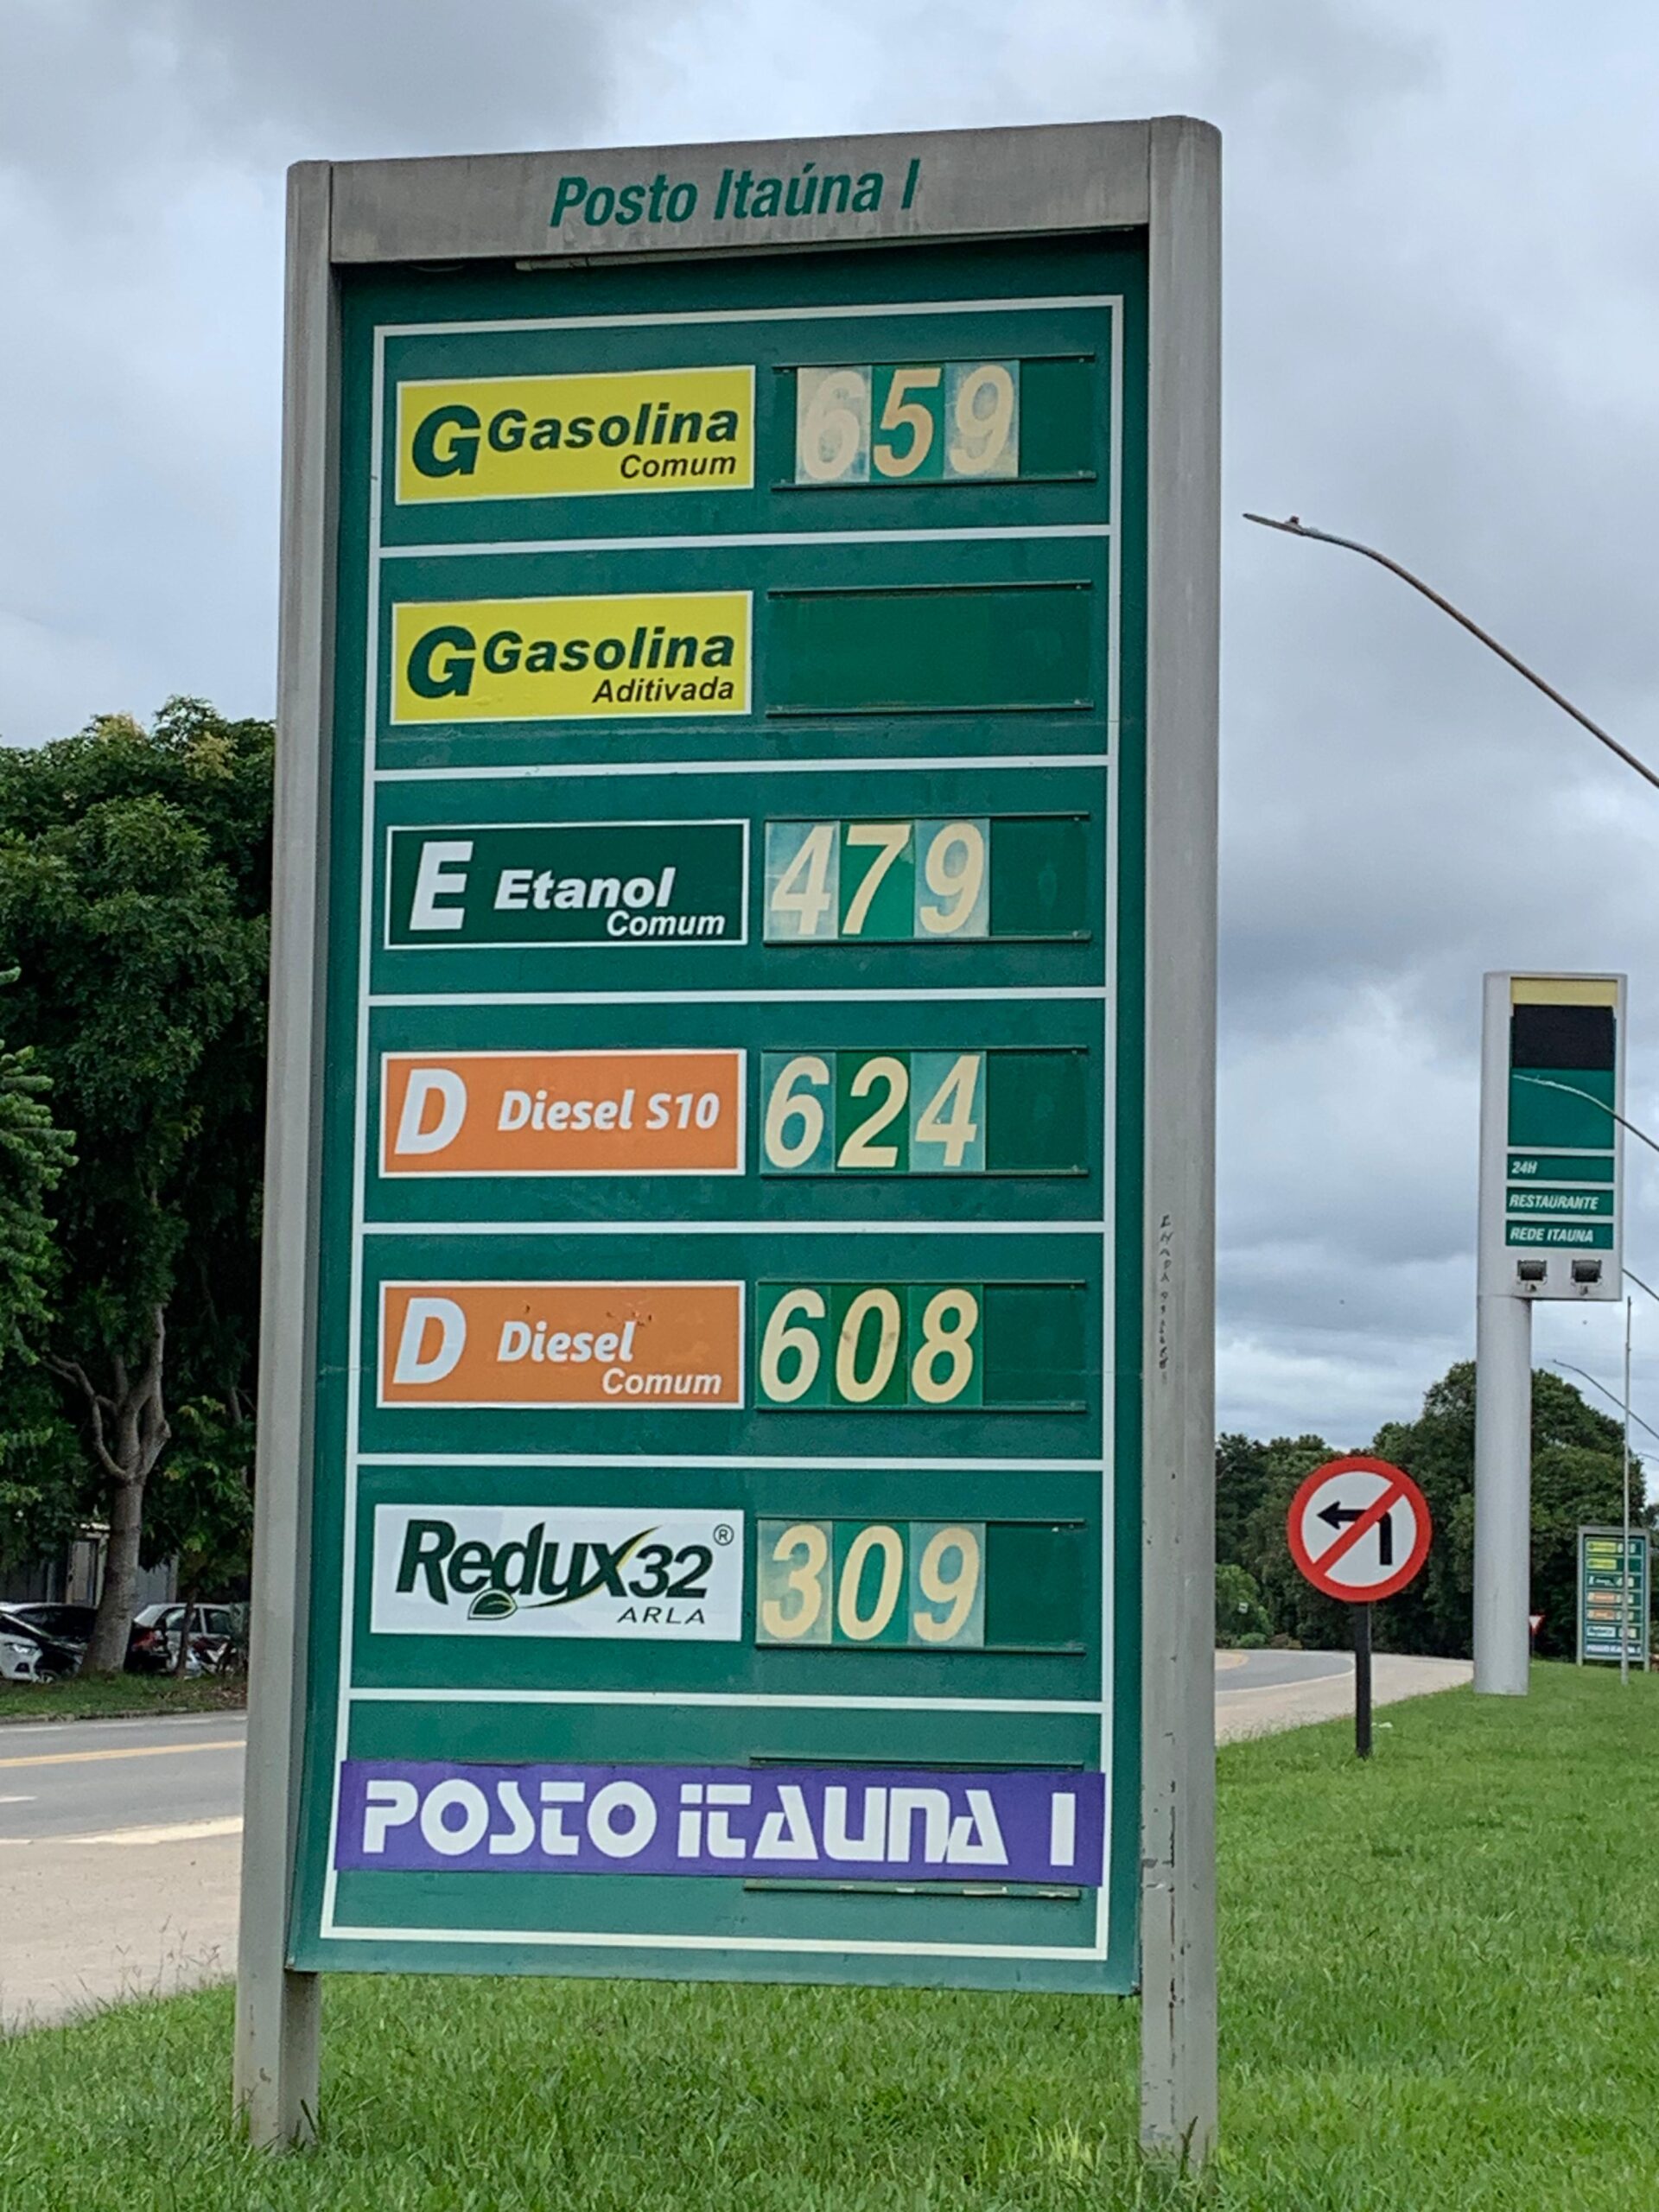 Posto Itaúna I
G Gasolina 659
Comum
G Gasolina
Aditivada
E Etanol 479
Comum
D Diesel S10 624
D Diesel 608
Comum
Redux32® 309
ARLA
POSTO iTAUNA I
24H
RESTAURANTE
REDE ITAUNA